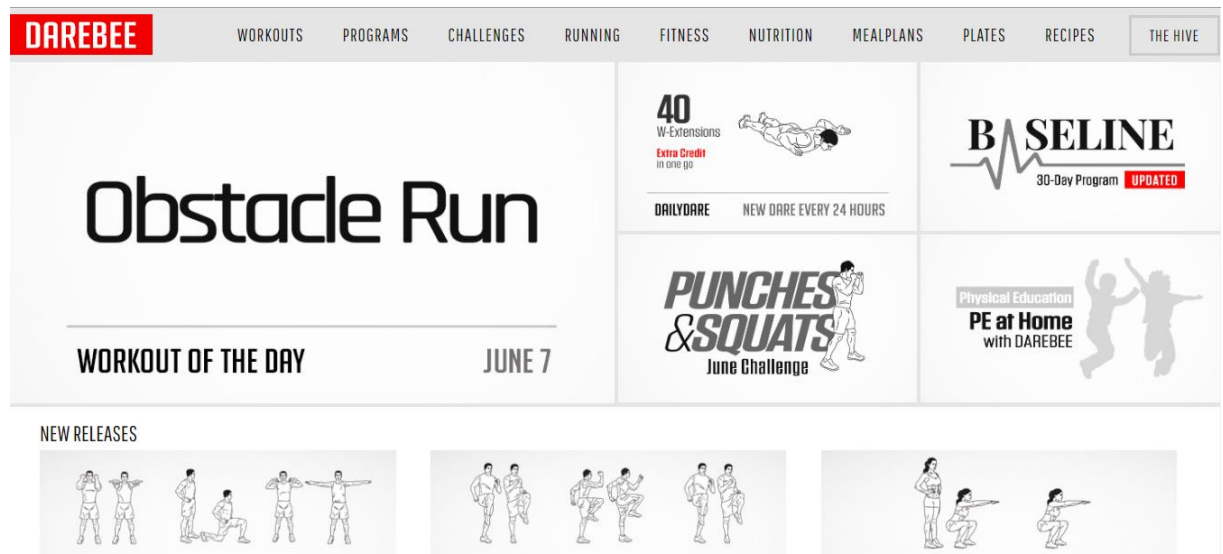 DAREBEE
WORKOUTS PROGRAMS CHALLENGES RUNNING FITNESS NUTRITION MEALPLANS PLATES RECIPES THE HIVE
Obstacle Run
WORKOUT OF THE DAY JUNE 7
40
W-Extensions
Extra Credit
in one go
DAILYDARE NEW DARE EVERY 24 HOURS
BASELINE
30-Day Program UPDATED
PUNCHES
&SQUATS
June Challenge
Physical Education
PE at Home
with DAREBEE
NEW RELEASES